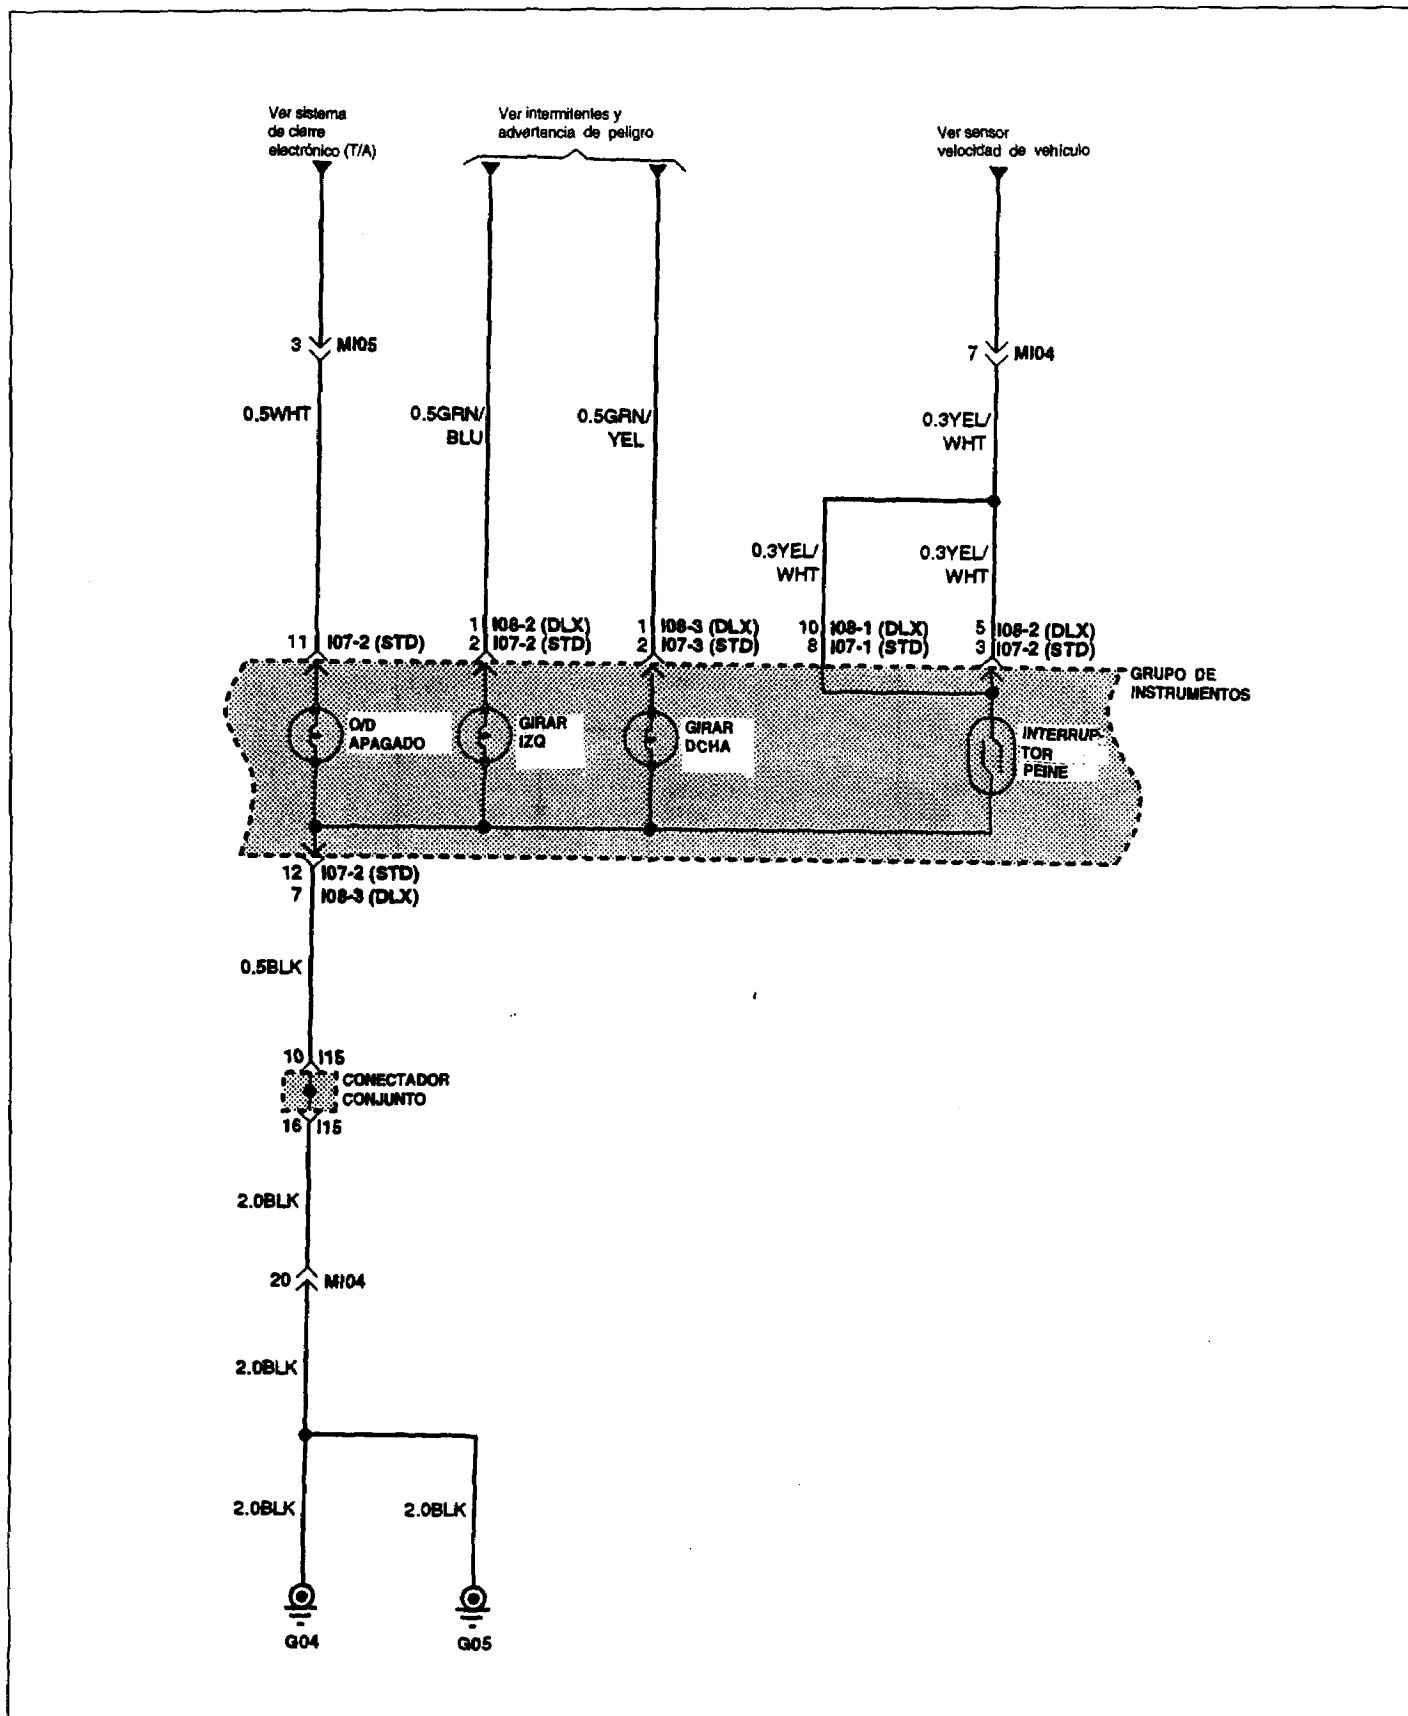 Ver sistema
de cierre
electrónico (T/A)
Ver intermitentes y
advertencia de peligro
Ver sensor
velocidad de vehículo
3 MI05
7 MI04
0.5WHT
0.5GRN/
BLU
0.5GRN/
YEL
0.3YEL/
WHT
0.3YEL/
WHT
0.3YEL/
WHT
11 I07-2 (STD)
1 I08-2 (DLX)
2 I07-2 (STD)
1 I08-3 (DLX)
2 I07-3 (STD)
10 I08-1 (DLX)
8 I07-1 (STD)
5 I08-2 (DLX)
3 I07-2 (STD)
GRUPO DE
INSTRUMENTOS
O/D
APAGADO
GIRAR
IZQ
GIRAR
DCHA
INTERRUP-
TOR
PEINE
12 I07-2 (STD)
7 I08-3 (DLX)
0.5BLK
10 I15
CONECTADOR
CONJUNTO
16 I15
2.0BLK
20 MI04
2.0BLK
2.0BLK
2.0BLK
G04
G05